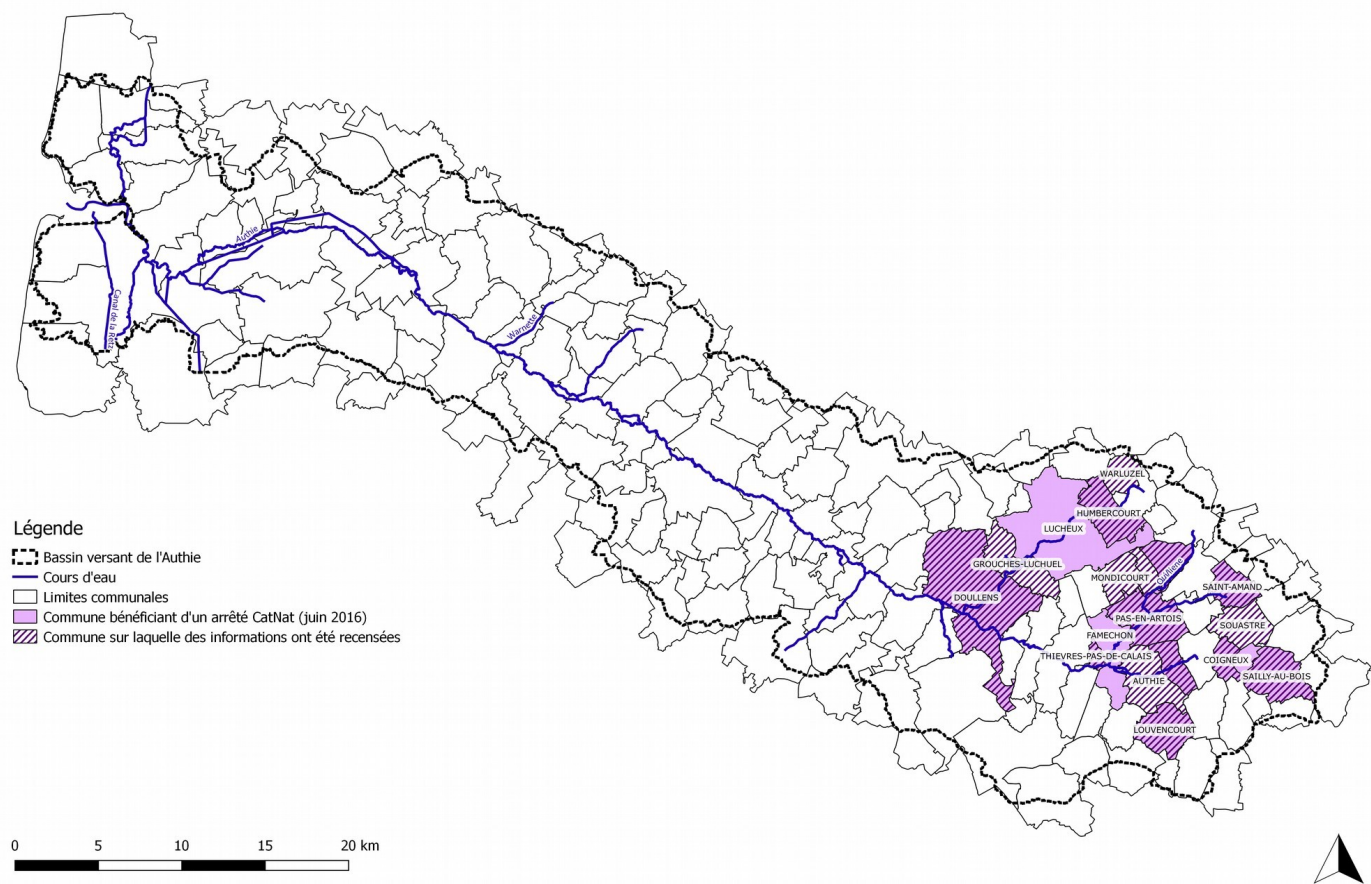 Authie
Canal de la Retz
Warnette
WARLUZEL
HUMBERCOURT
LUCHEUX
GROUCHES-LUCHUEL
MONDICOURT
Quilliene
SAINT-AMAND
DOULLENS
PAS-EN-ARTOIS
SOUASTRE
FAMECHON
THIEVRES-PAS-DE-CALAIS
COIGNEUX
SAILLY-AU-BOIS
AUTHIE
LOUVENCOURT
Légende
Bassin versant de l'Authie
Cours d'eau
Limites communales
Commune bénéficiant d'un arrêté CatNat (juin 2016)
Commune sur laquelle des informations ont été recensées
0 5 10 15 20 km